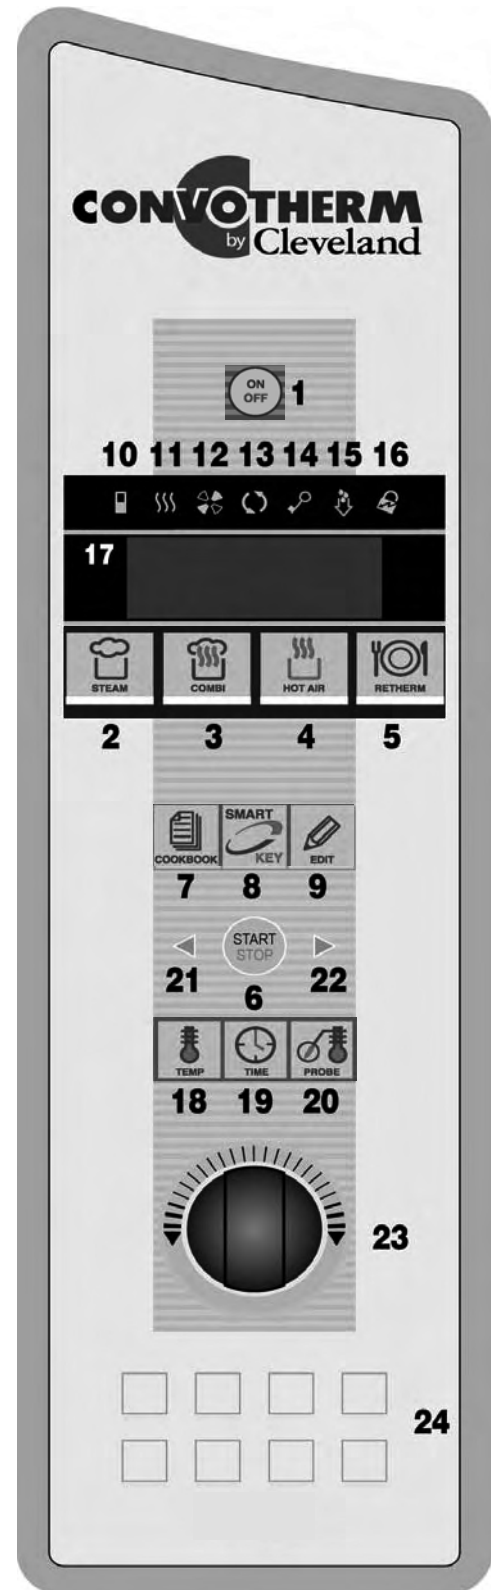 CONVOTHERM
by Cleveland
ON
OFF
1
10 11 12 13 14 15 16
17
STEAM COMBI HOT AIR RETHERM
2 3 4 5
SMART
COOKBOOK KEY EDIT
7 8 9
START
STOP
21 22
6
TEMP TIME PROBE
18 19 20
23
24